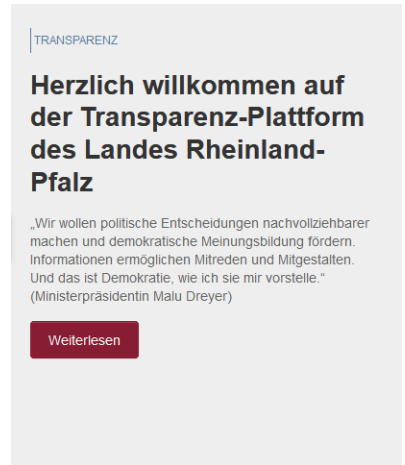 TRANSPARENZ
Herzlich willkommen auf
der Transparenz-Plattform
des Landes Rheinland-
Pfalz
„Wir wollen politische Entscheidungen nachvollziehbarer
machen und demokratische Meinungsbildung fördern.
Informationen ermöglichen Mitreden und Mitgestalten.
Und das ist Demokratie, wie ich sie mir vorstelle.“
(Ministerpräsidentin Malu Dreyer)
Weiterlesen